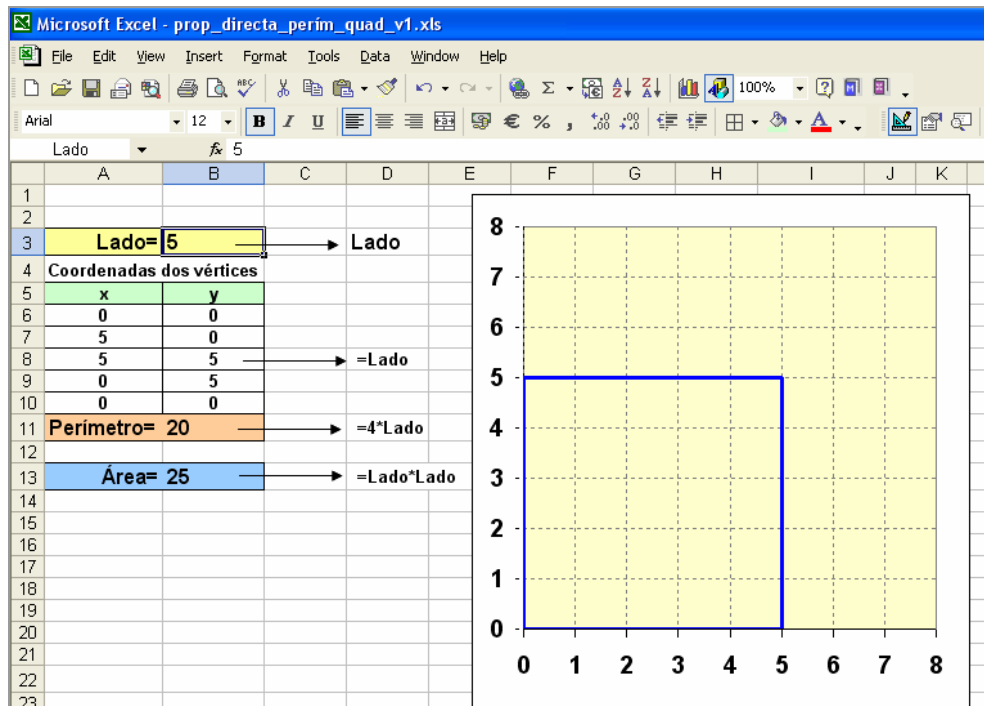 Microsoft Excel - prop_directa_perím_quad_v1.xls
File Edit View Insert Format Tools Data Window Help
100%
Arial 12 B I U € % ,
Lado fx 5
A B C D E F G H I J K
1
2
3 Lado= 5 Lado
4 Coordenadas dos vértices
5 x y
6 0 0
7 5 0
8 5 5 =Lado
9 0 5
10 0 0
11 Perímetro= 20 =4*Lado
12
13 Área= 25 =Lado*Lado
14
15
16
17
18
19
20
21
22
23
8
7
6
5
4
3
2
1
0
0 1 2 3 4 5 6 7 8